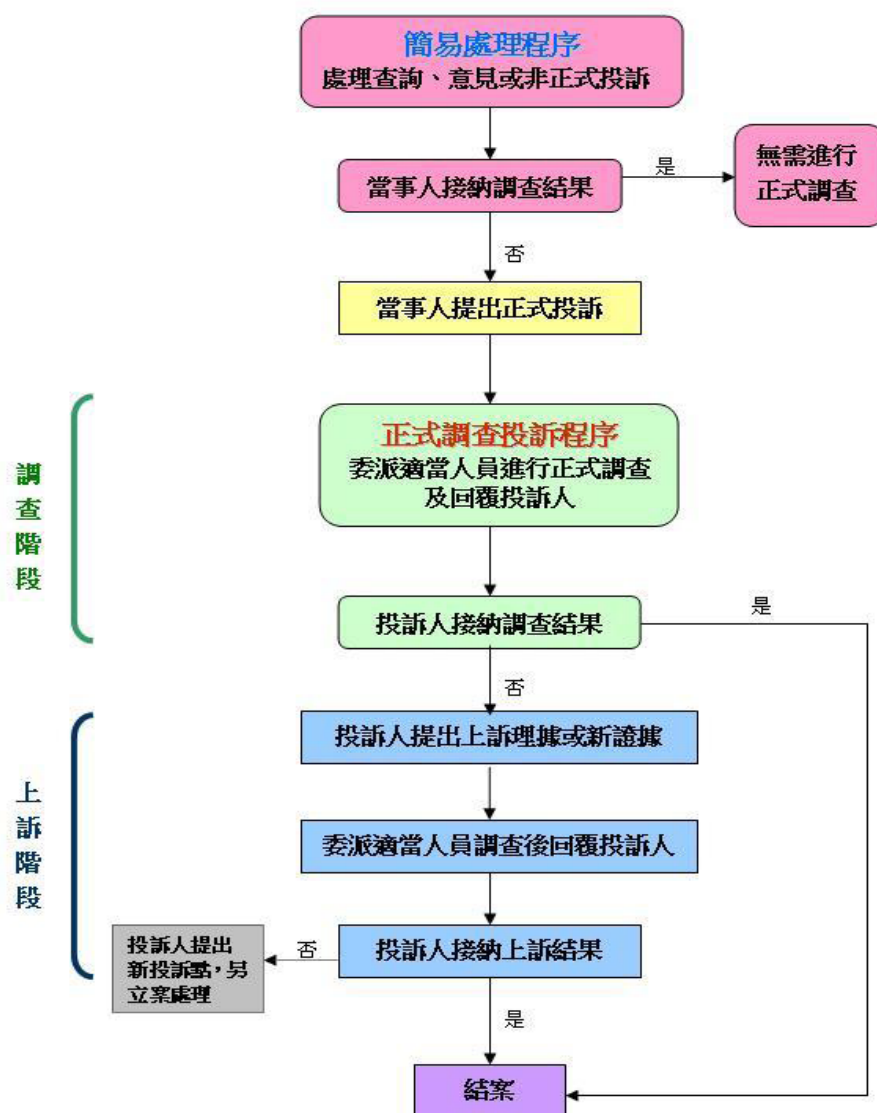 簡易處理程序
處理查詢、意見或非正式投訴
當事人接納調查結果
是
無需進行
正式調查
否
當事人提出正式投訴
調查階段
正式調查投訴程序
委派適當人員進行正式調查
及回覆投訴人
投訴人接納調查結果
是
否
上訴階段
投訴人提出上訴理據或新證據
委派適當人員調查後回覆投訴人
投訴人接納上訴結果
否
投訴人提出
新投訴點，另
立案處理
是
結案